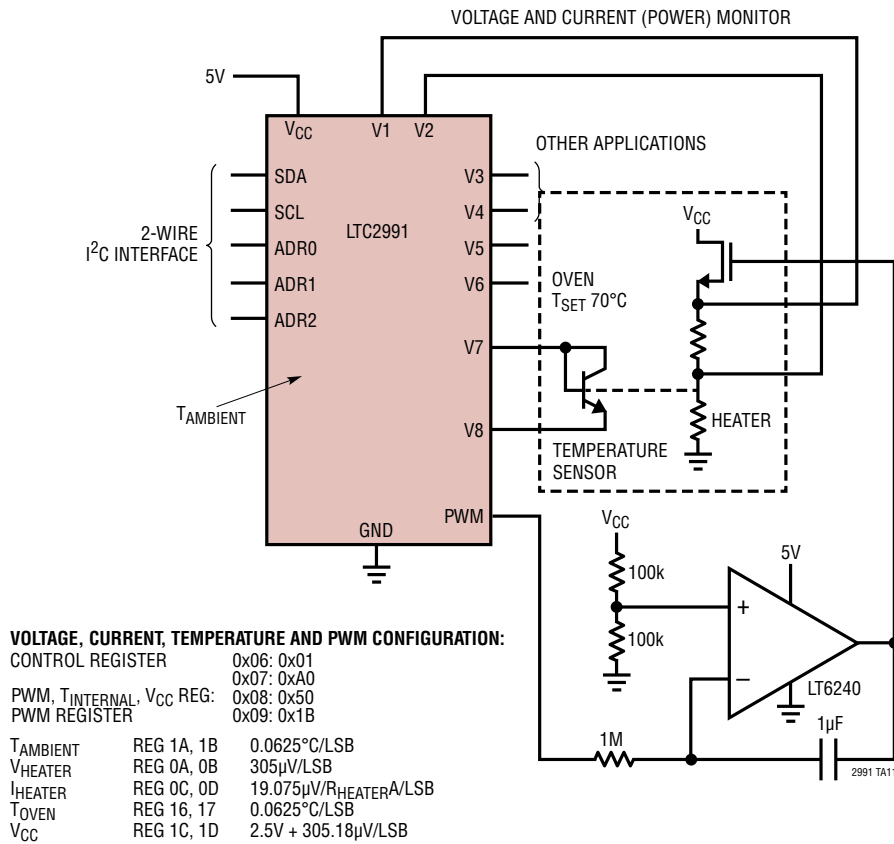 VOLTAGE AND CURRENT (POWER) MONITOR
5V
VCC
V1
V2
OTHER APPLICATIONS
SDA
V3
SCL
V4
VCC
LTC2991
2-WIRE
I2C INTERFACE
ADR0
V5
ADR1
V6
OVEN
TSET 70°C
ADR2
V7
TAMBIENT
HEATER
V8
TEMPERATURE
SENSOR
PWM
GND
VCC
5V
100k
+
100k
–
LT6240
1M
1µF
2991 TA11
VOLTAGE, CURRENT, TEMPERATURE AND PWM CONFIGURATION:
CONTROL REGISTER 0x06: 0x01
0x07: 0xA0
PWM, TINTERNAL, VCC REG: 0x08: 0x50
PWM REGISTER 0x09: 0x1B
TAMBIENT REG 1A, 1B 0.0625°C/LSB
VHEATER REG 0A, 0B 305µV/LSB
IHEATER REG 0C, 0D 19.075µV/RHEATERA/LSB
TOVEN REG 16, 17 0.0625°C/LSB
VCC REG 1C, 1D 2.5V + 305.18µV/LSB